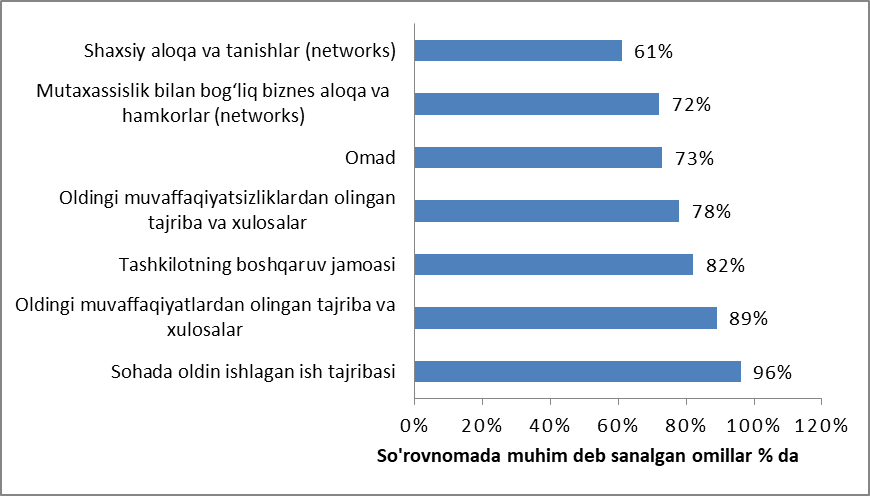 Shaxsiy aloqa va tanishlar (networks)
61%
Mutaxassislik bilan bog‘liq biznes aloqa va
hamkorlar (networks)
72%
Omad
73%
Oldingi muvaffaqiyatsizliklardan olingan
tajriba va xulosalar
78%
Tashkilotning boshqaruv jamoasi
82%
Oldingi muvaffaqiyatlardan olingan tajriba va
xulosalar
89%
Sohada oldin ishlagan ish tajribasi
96%
0% 20% 40% 60% 80% 100% 120%
So'rovnomada muhim deb sanalgan omillar % da